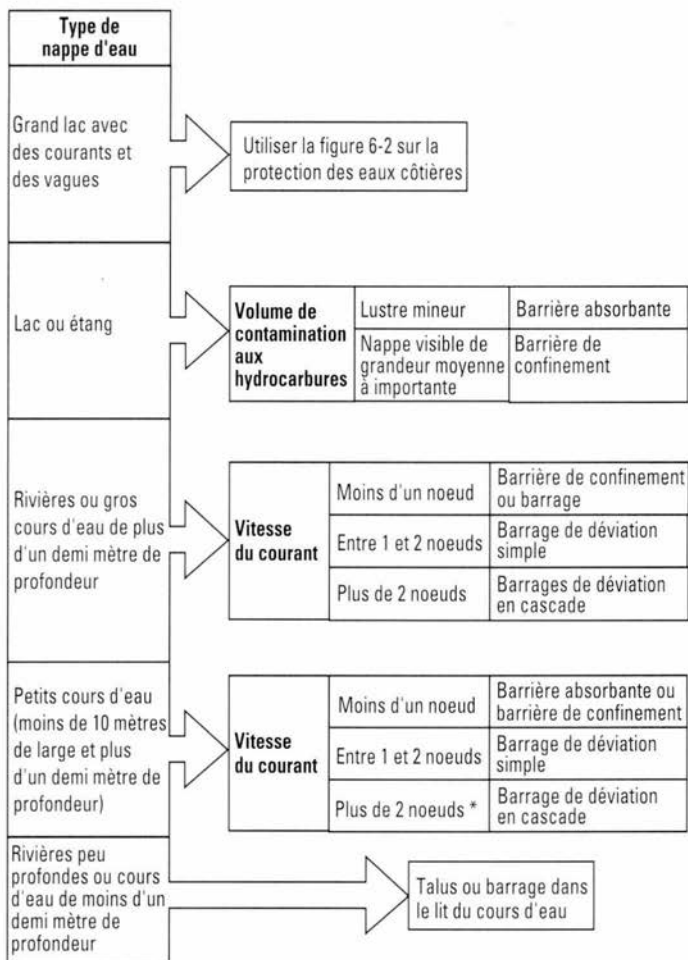 Type de
nappe d'eau
Grand lac avec
des courants et
des vagues
Utiliser la figure 6-2 sur la
protection des eaux côtières
Lac ou étang
Volume de
contamination
aux
hydrocarbures
Lustre mineur
Barrière absorbante
Nappe visible de
grandeur moyenne
à importante
Barrière de
confinement
Rivières ou gros
cours d'eau de plus
d'un demi mètre de
profondeur
Vitesse
du courant
Moins d'un noeud
Barrière de confinement
ou barrage
Entre 1 et 2 noeuds
Barrage de déviation
simple
Plus de 2 noeuds
Barrages de déviation
en cascade
Petits cours d'eau
(moins de 10 mètres
de large et plus
d'un demi mètre de
profondeur)
Vitesse
du courant
Moins d'un noeud
Barrière absorbante ou
barrière de confinement
Entre 1 et 2 noeuds
Barrage de déviation
simple
Plus de 2 noeuds *
Barrage de déviation
en cascade
Rivières peu
profondes ou cours
d'eau de moins d'un
demi mètre de
profondeur
Talus ou barrage dans
le lit du cours d'eau